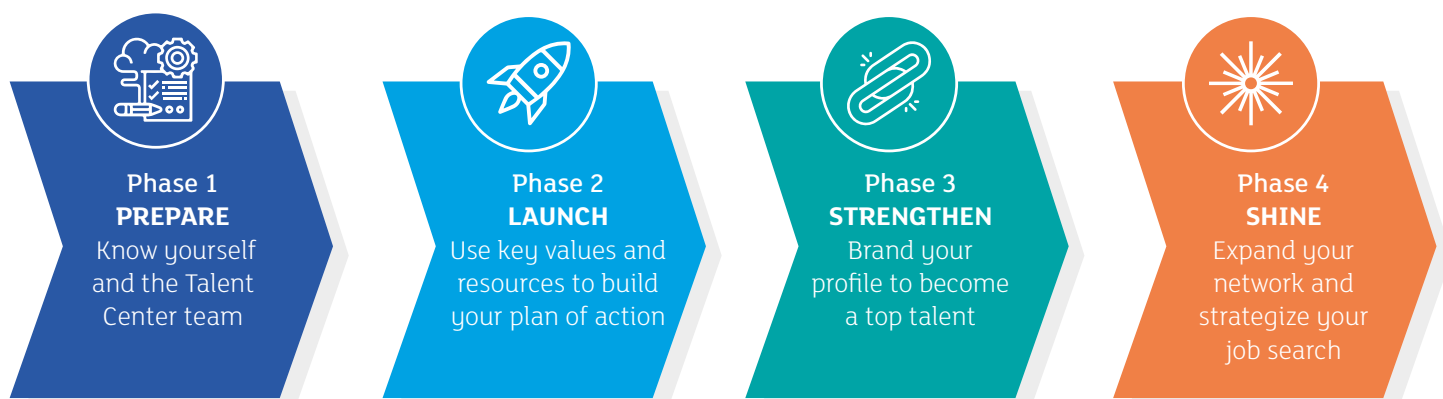 Phase 1
PREPARE
Know yourself
and the Talent
Center team
Phase 2
LAUNCH
Use key values and
resources to build
your plan of action
Phase 3
STRENGTHEN
Brand your
profile to become
a top talent
Phase 4
SHINE
Expand your
network and
strategize your
job search